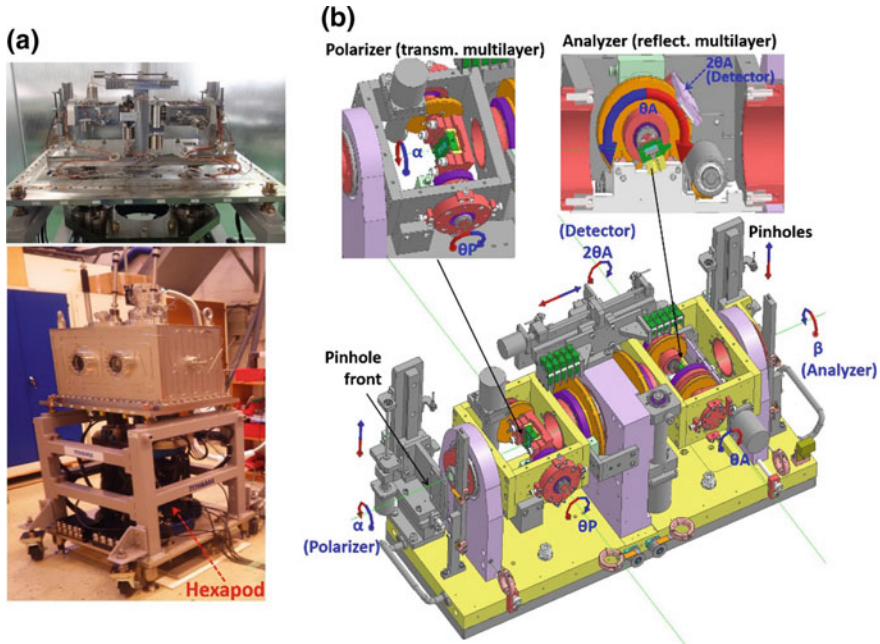 (a)
(b)
Polarizer (transm. multilayer)
Analyzer (reflect. multilayer)
2θA
(Detector)
θA
α
θP
(Detector)
2θA
Pinholes
Pinhole
front
β
(Analyzer)
θA
θP
α
(Polarizer)
Hexapod